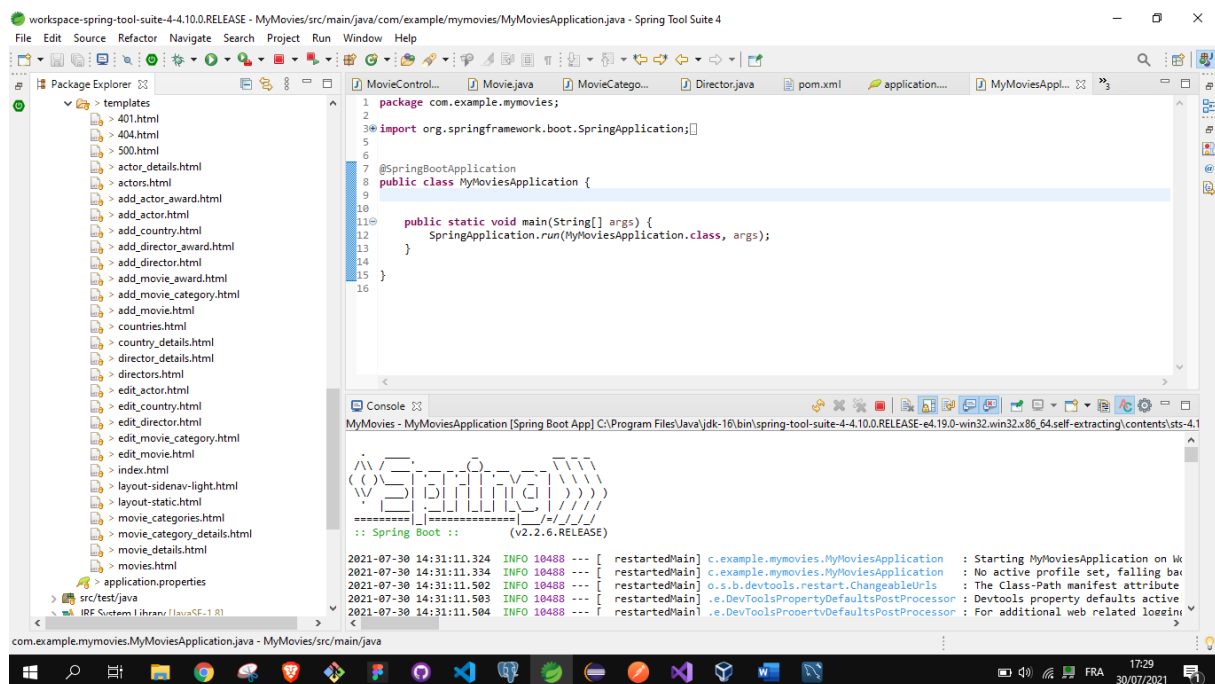 workspace-spring-tool-suite-4-4.10.0.RELEASE - MyMovies/src/main/java/com/example/mymovies/MyMoviesApplication.java - Spring Tool Suite 4
File Edit Source Refactor Navigate Search Project Run Window Help
Package Explorer
> templates
> 401.html
> 404.html
> 500.html
> actor_details.html
> actors.html
> add_actor_award.html
> add_actor.html
> add_country.html
> add_director_award.html
> add_director.html
> add_movie_award.html
> add_movie_category.html
> add_movie.html
> countries.html
> country_details.html
> director_details.html
> directors.html
> edit_actor.html
> edit_country.html
> edit_director.html
> edit_movie_category.html
> edit_movie.html
> index.html
> layout-sidenav-light.html
> layout-static.html
> movie_categories.html
> movie_category_details.html
> movie_details.html
> movies.html
> application.properties
src/test/java
JRE System Library [JavaSE-1.8]
MovieControl... Movie.java MovieCatego... Director.java pom.xml application.... MyMoviesAppl... »3
1 package com.example.mymovies;
2
3 import org.springframework.boot.SpringApplication;
5
6
7 @SpringBootApplication
8 public class MyMoviesApplication {
9
10
11 public static void main(String[] args) {
12 SpringApplication.run(MyMoviesApplication.class, args);
13 }
14
15 }
16
Console
MyMovies - MyMoviesApplication [Spring Boot App] C:\Program Files\Java\jdk-16\bin\spring-tool-suite-4-4.10.0.RELEASE-e4.19.0-win32.win32.x86_64.self-extracting\contents\sts-4.1
Spring
:: Spring Boot :: (v2.2.6.RELEASE)
2021-07-30 14:31:11.324 INFO 10488 --- [ restartedMain] c.example.mymovies.MyMoviesApplication : Starting MyMoviesApplication on
2021-07-30 14:31:11.334 INFO 10488 --- [ restartedMain] c.example.mymovies.MyMoviesApplication : No active profile set, falling bac
2021-07-30 14:31:11.502 INFO 10488 --- [ restartedMain] o.s.b.devtools.restart.ChangeableUrls : The Class-Path manifest attribute
2021-07-30 14:31:11.503 INFO 10488 --- [ restartedMain] .e.DevToolsPropertyDefaultsPostProcessor : Devtools property defaults active
2021-07-30 14:31:11.504 INFO 10488 --- [ restartedMain] .e.DevToolsPropertyDefaultsPostProcessor : For additional web related logging
com.example.mymovies.MyMoviesApplication.java - MyMovies/src/main/java
FRA
17:29
30/07/2021